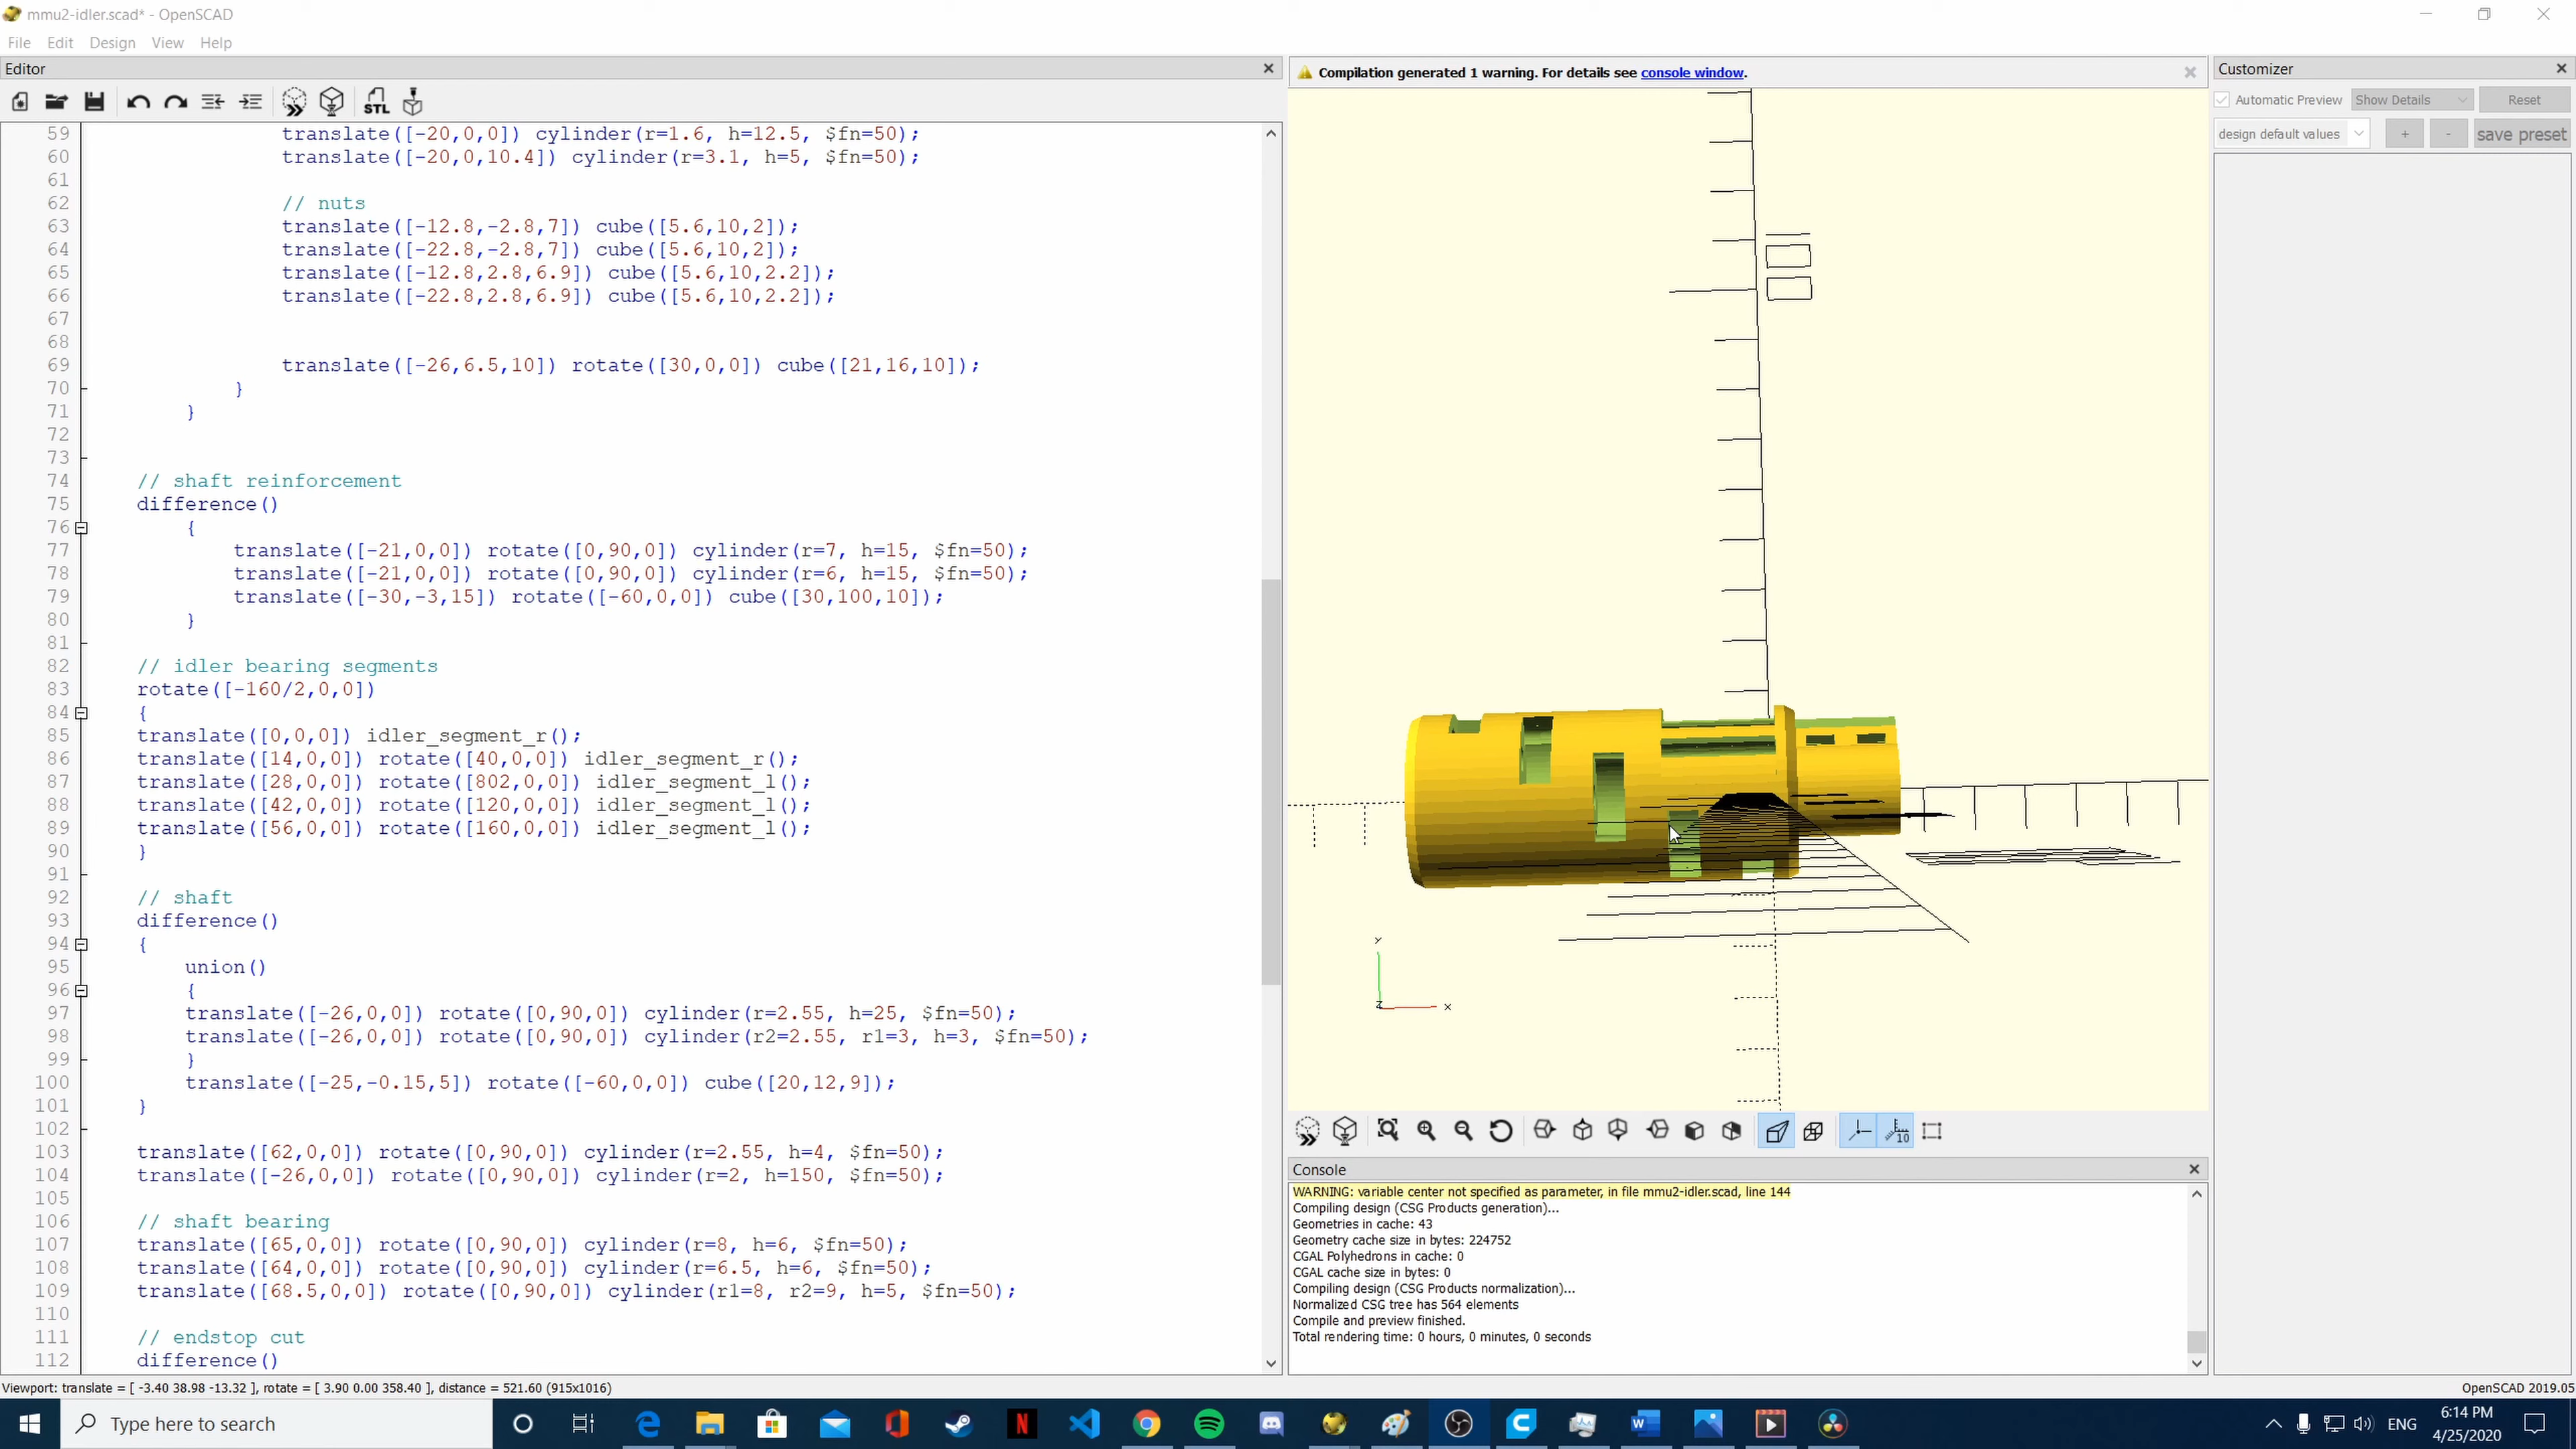 mmu2-idler.scad* - OpenSCAD
File Edit Design View Help
Editor
STL
59 translate([-20,0,0]) cylinder(r=1.6, h=12.5, $fn=50);
60 translate([-20,0,10.4]) cylinder(r=3.1, h=5, $fn=50);
61
62 // nuts
63 translate([-12.8,-2.8,7]) cube([5.6,10,2]);
64 translate([-22.8,-2.8,7]) cube([5.6,10,2]);
65 translate([-12.8,2.8,6.9]) cube([5.6,10,2.2]);
66 translate([-22.8,2.8,6.9]) cube([5.6,10,2.2]);
67
68
69 translate([-26,6.5,10]) rotate([30,0,0]) cube([21,16,10]);
70 }
71 }
72
73
74 // shaft reinforcement
75 difference()
76 {
77 translate([-21,0,0]) rotate([0,90,0]) cylinder(r=7, h=15, $fn=50);
78 translate([-21,0,0]) rotate([0,90,0]) cylinder(r=6, h=15, $fn=50);
79 translate([-30,-3,15]) rotate([-60,0,0]) cube([30,100,10]);
80 }
81
82 // idler bearing segments
83 rotate([-160/2,0,0])
84 {
85 translate([0,0,0]) idler_segment_r();
86 translate([14,0,0]) rotate([40,0,0]) idler_segment_r();
87 translate([28,0,0]) rotate([802,0,0]) idler_segment_l();
88 translate([42,0,0]) rotate([120,0,0]) idler_segment_l();
89 translate([56,0,0]) rotate([160,0,0]) idler_segment_l();
90 }
91
92 // shaft
93 difference()
94 {
95 union()
96 {
97 translate([-26,0,0]) rotate([0,90,0]) cylinder(r=2.55, h=25, $fn=50);
98 translate([-26,0,0]) rotate([0,90,0]) cylinder(r2=2.55, r1=3, h=3, $fn=50);
99 }
100 translate([-25,-0.15,5]) rotate([-60,0,0]) cube([20,12,9]);
101 }
102
103 translate([62,0,0]) rotate([0,90,0]) cylinder(r=2.55, h=4, $fn=50);
104 translate([-26,0,0]) rotate([0,90,0]) cylinder(r=2, h=150, $fn=50);
105
106 // shaft bearing
107 translate([65,0,0]) rotate([0,90,0]) cylinder(r=8, h=6, $fn=50);
108 translate([64,0,0]) rotate([0,90,0]) cylinder(r=6.5, h=6, $fn=50);
109 translate([68.5,0,0]) rotate([0,90,0]) cylinder(r1=8, r2=9, h=5, $fn=50);
110
111 // endstop cut
112 difference()
Compilation generated 1 warning. For details see console window.
y
z
x
10
Console
WARNING: variable center not specified as parameter, in file mmu2-idler.scad, line 144
Compiling design (CSG Products generation)...
Geometries in cache: 43
Geometry cache size in bytes: 224752
CGAL Polyhedrons in cache: 0
CGAL cache size in bytes: 0
Compiling design (CSG Products normalization)...
Normalized CSG tree has 564 elements
Compile and preview finished.
Total rendering time: 0 hours, 0 minutes, 0 seconds
Customizer
Automatic Preview Show Details Reset
design default values + - save preset
Viewport: translate = [ -3.40 38.98 -13.32 ], rotate = [ 3.90 0.00 358.40 ], distance = 521.60 (915x1016)
OpenSCAD 2019.05
Type here to search
ENG
6:14 PM
4/25/2020